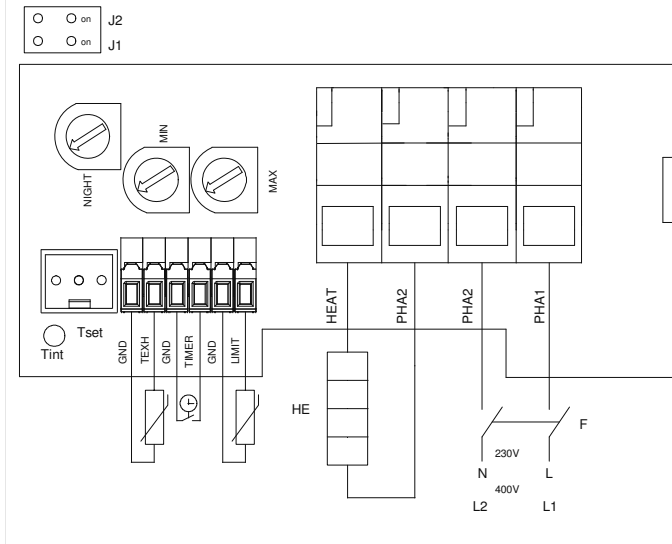 on J2
on J1
NIGHT
MIN
MAX
Tset
Tint
GND
TEXH
GND
TIMER
GND
LIMIT
HEAT
PHA2
PHA2
PHA1
HE
F
230V
N L
400V
L2 L1